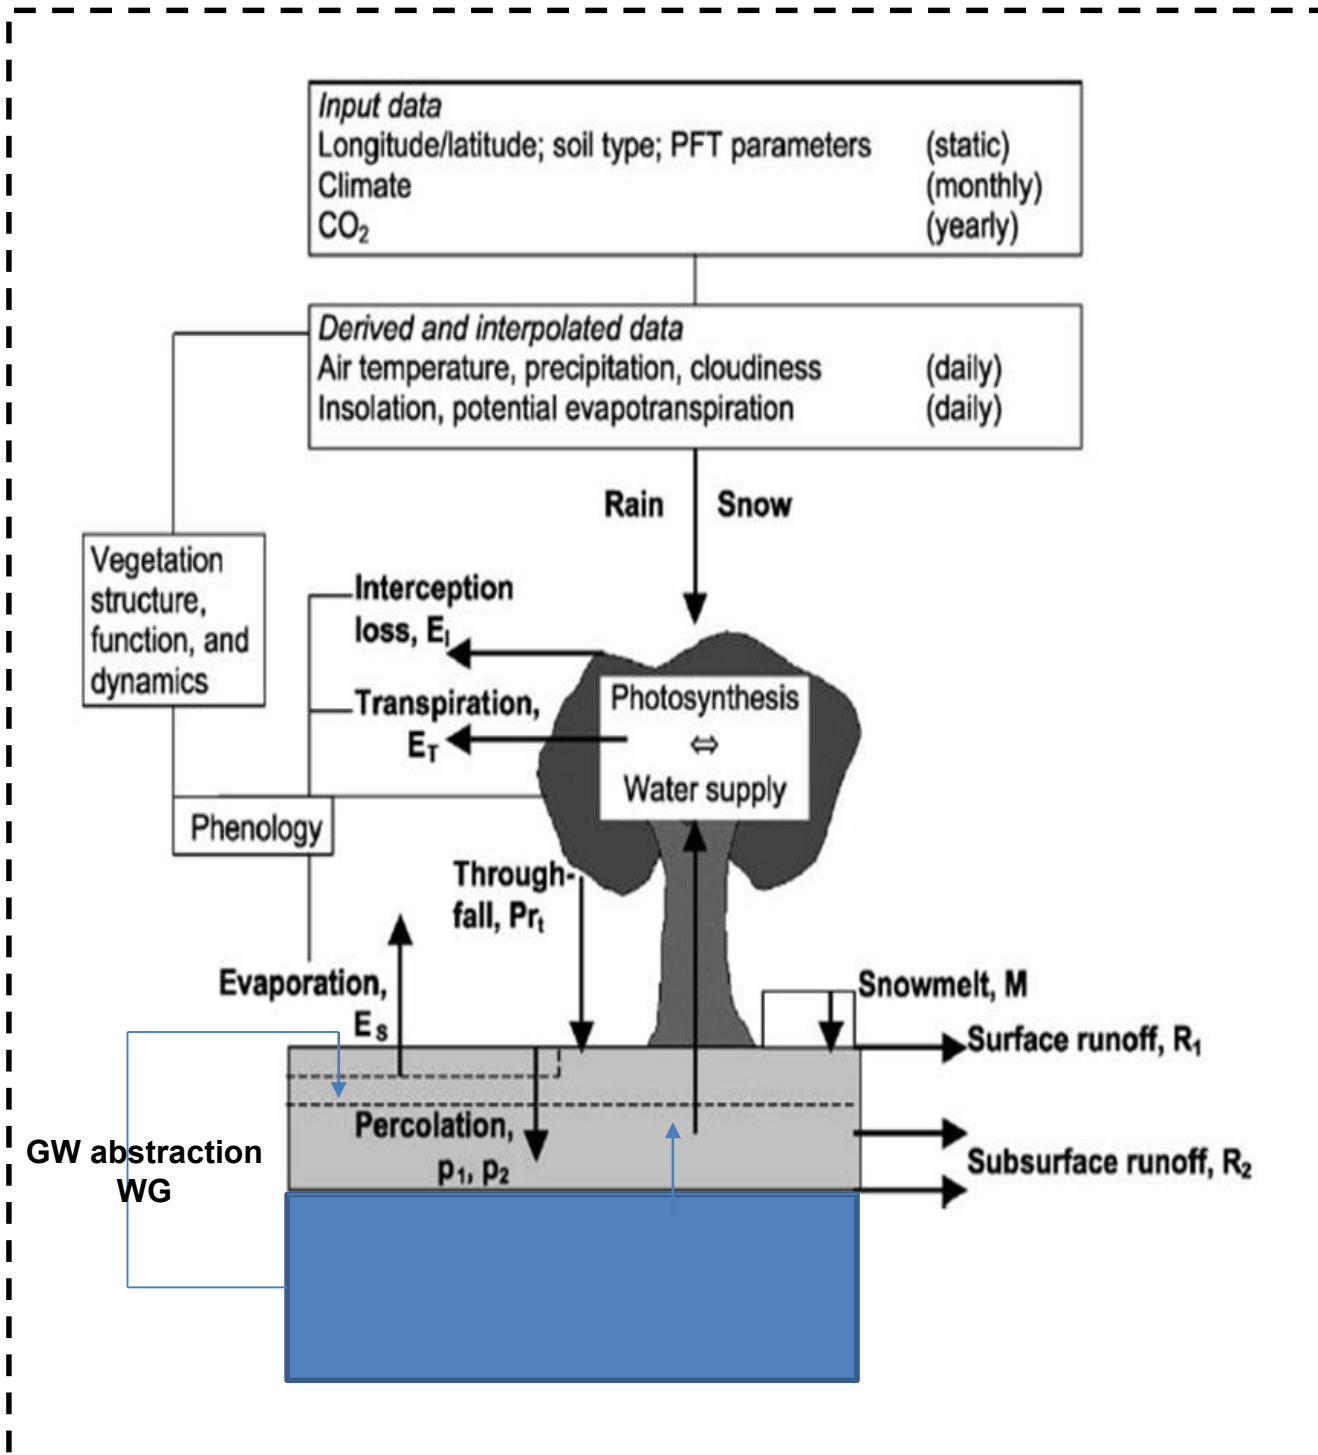 Input data
Longitude/latitude; soil type; PFT parameters (static)
Climate (monthly)
CO₂ (yearly)
Derived and interpolated data
Air temperature, precipitation, cloudiness (daily)
Insolation, potential evapotranspiration (daily)
Rain Snow
Vegetation
structure,
function, and
dynamics
Interception
loss, Eₗ
Transpiration,
E_T
Photosynthesis
⇔
Water supply
Phenology
Through-
fall, Prₜ
Evaporation,
E_S
Snowmelt, M
Surface runoff, R₁
Percolation,
p₁, p₂
GW abstraction
WG
Subsurface runoff, R₂